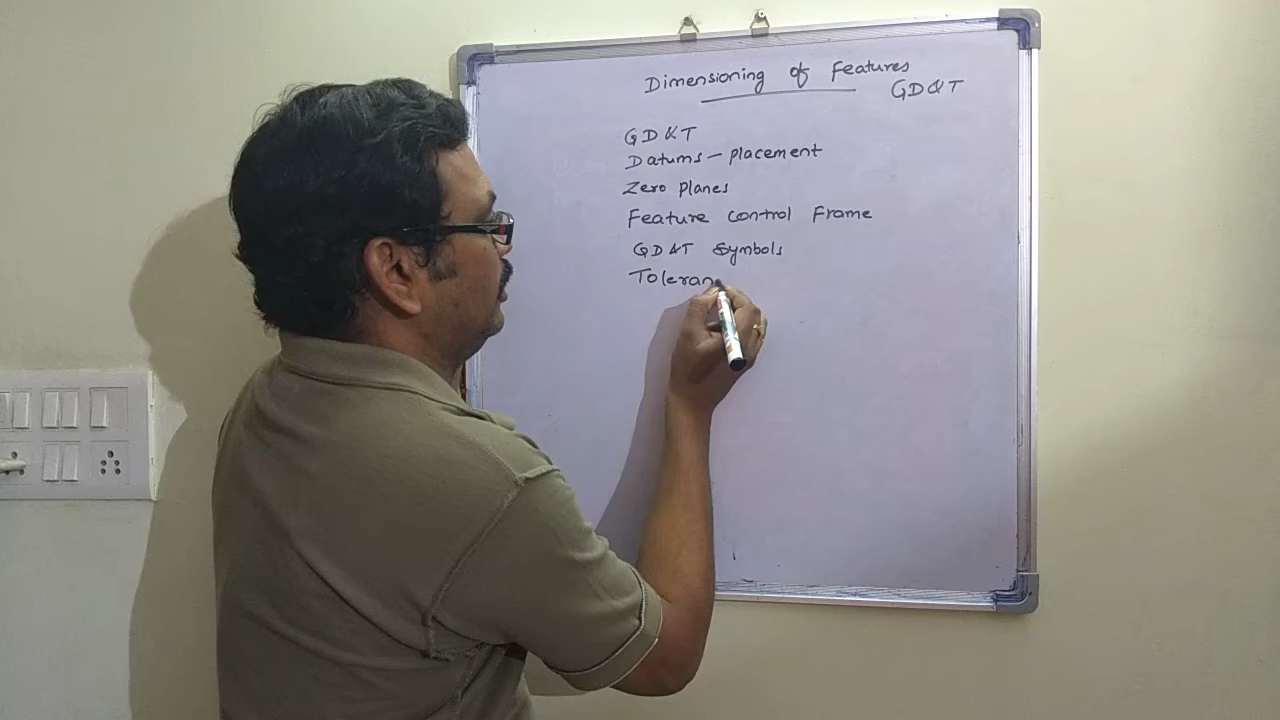 Dimensioning of Features
GD&T
GD&T
Datums - placement
Zero planes
Feature control Frame
GD&T symbols
Toleran